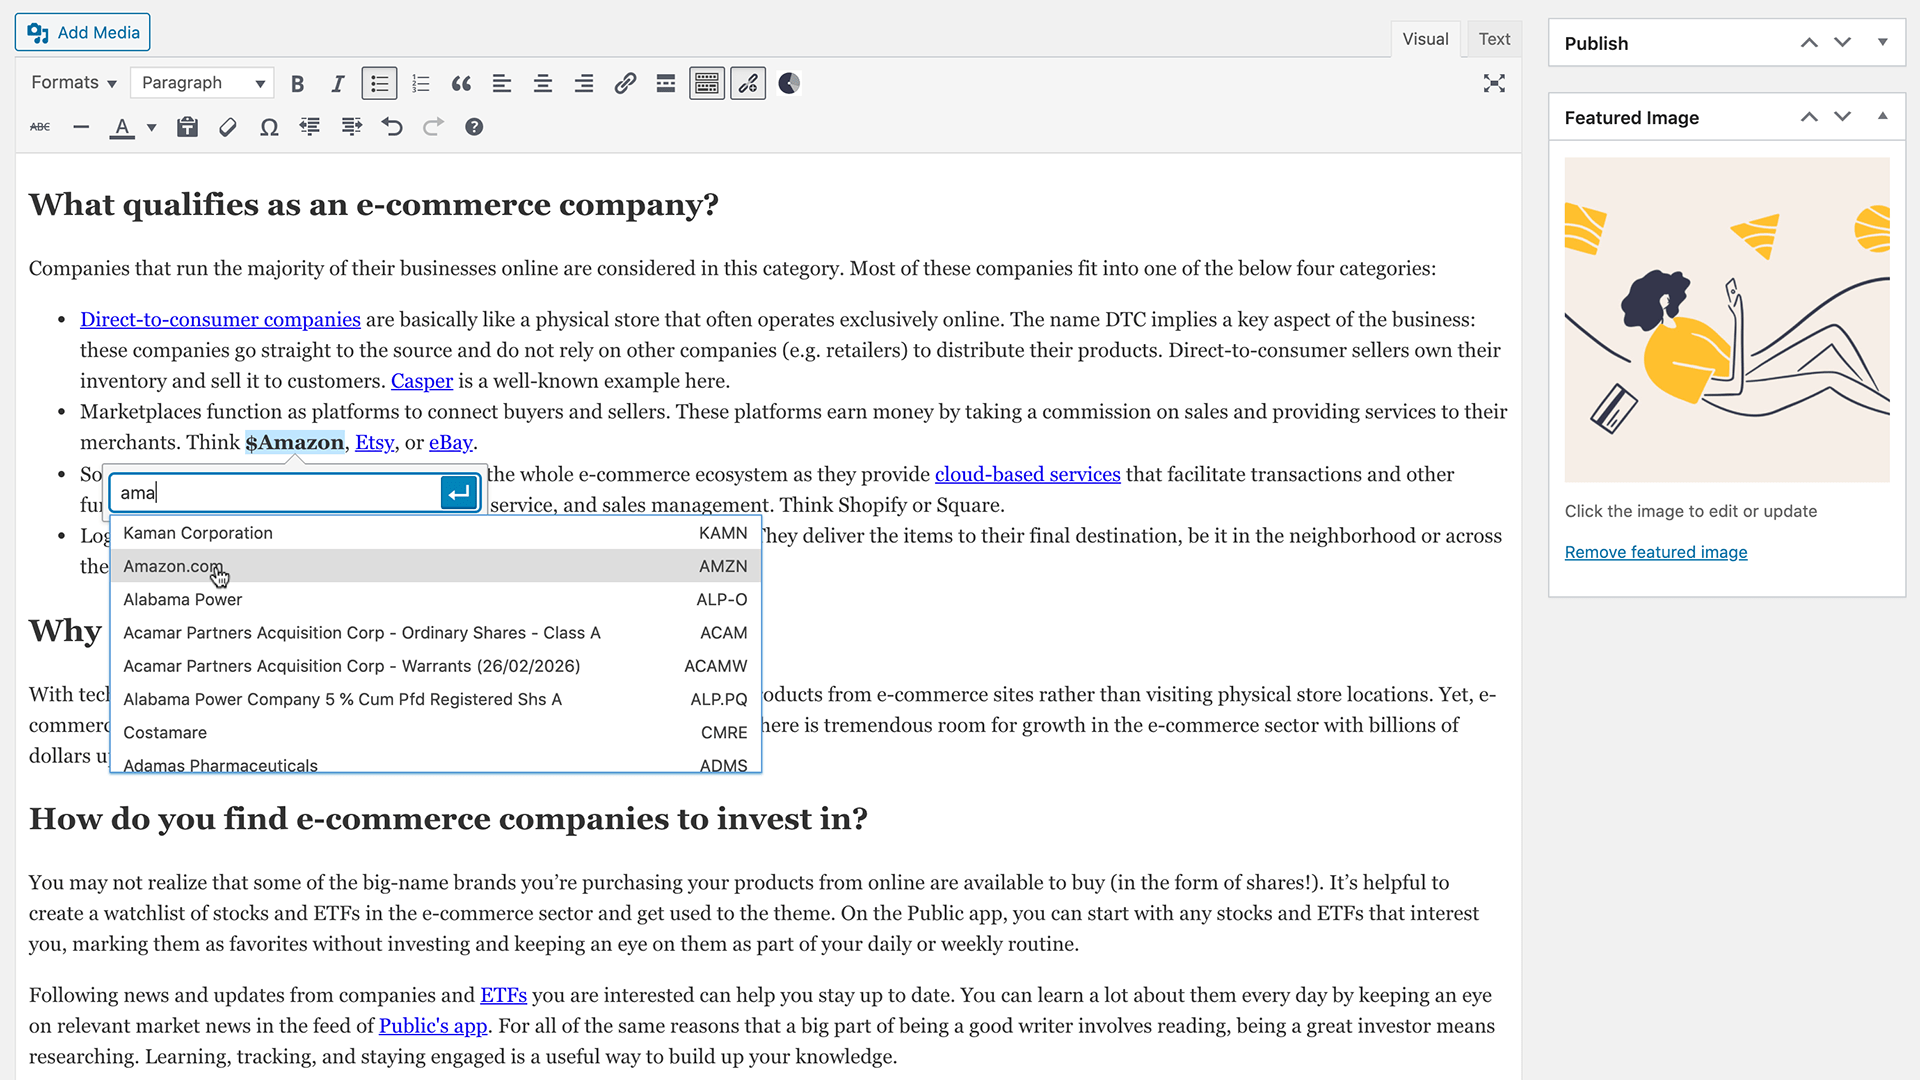 Add Media
Visual
Text
Formats
Paragraph
B
I
ABC
A
Ω
What qualifies as an e-commerce company?
Companies that run the majority of their businesses online are considered in this category. Most of these companies fit into one of the below four categories:
• Direct-to-consumer companies are basically like a physical store that often operates exclusively online. The name DTC implies a key aspect of the business:
these companies go straight to the source and do not rely on other companies (e.g. retailers) to distribute their products. Direct-to-consumer sellers own their
inventory and sell it to customers. Casper is a well-known example here.
• Marketplaces function as platforms to connect buyers and sellers. These platforms earn money by taking a commission on sales and providing services to their
merchants. Think $Amazon, Etsy, or eBay.
• So the whole e-commerce ecosystem as they provide cloud-based services that facilitate transactions and other
service, and sales management. Think Shopify or Square.
• Log They deliver the items to their final destination, be it in the neighborhood or across
the
ama
Kaman Corporation KAMN
Amazon.com AMZN
Alabama Power ALP-O
Acamar Partners Acquisition Corp - Ordinary Shares - Class A ACAM
Acamar Partners Acquisition Corp - Warrants (26/02/2026) ACAMW
Alabama Power Company 5 % Cum Pfd Registered Shs A ALP.PQ
Costamare CMRE
Adamas Pharmaceuticals ADMS
Why
With tech oducts from e-commerce sites rather than visiting physical store locations. Yet, e-
commerc here is tremendous room for growth in the e-commerce sector with billions of
dollars u
How do you find e-commerce companies to invest in?
You may not realize that some of the big-name brands you’re purchasing your products from online are available to buy (in the form of shares!). It’s helpful to
create a watchlist of stocks and ETFs in the e-commerce sector and get used to the theme. On the Public app, you can start with any stocks and ETFs that interest
you, marking them as favorites without investing and keeping an eye on them as part of your daily or weekly routine.
Following news and updates from companies and ETFs you are interested can help you stay up to date. You can learn a lot about them every day by keeping an eye
on relevant market news in the feed of Public's app. For all of the same reasons that a big part of being a good writer involves reading, being a great investor means
researching. Learning, tracking, and staying engaged is a useful way to build up your knowledge.
Publish
Featured Image
Click the image to edit or update
Remove featured image